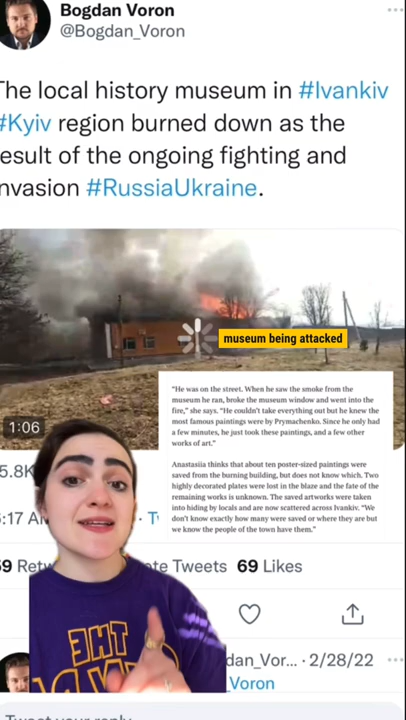 Bogdan Voron
@Bogdan_Voron
The local history museum in #Ivankiv
#Kyiv region burned down as the
result of the ongoing fighting and
invasion #RussiaUkraine.
museum being attacked
"He was on the street. When he saw the smoke from the
museum he ran, broke the museum window and went into the
fire," she says. "He couldn't take everything out but he knew the
most famous paintings were by Prymachenko. Since he only had
a few minutes, he just took these paintings, and a few other
works of art."
Anastasiia thinks that about ten poster-sized paintings were
saved from the burning building, but does not know which. Two
highly decorated plates were lost in the blaze and the fate of the
remaining works is unknown. The saved artworks were taken
into hiding by locals and are now scattered across Ivankiv. "We
don't know exactly how many were saved or where they are but
we know the people of the town have them."
1:06
5.8K
:17 A
· T
9 Retw
te Tweets 69 Likes
THE
dan_Vor... · 2/28/22
Voron
Tweet your reply